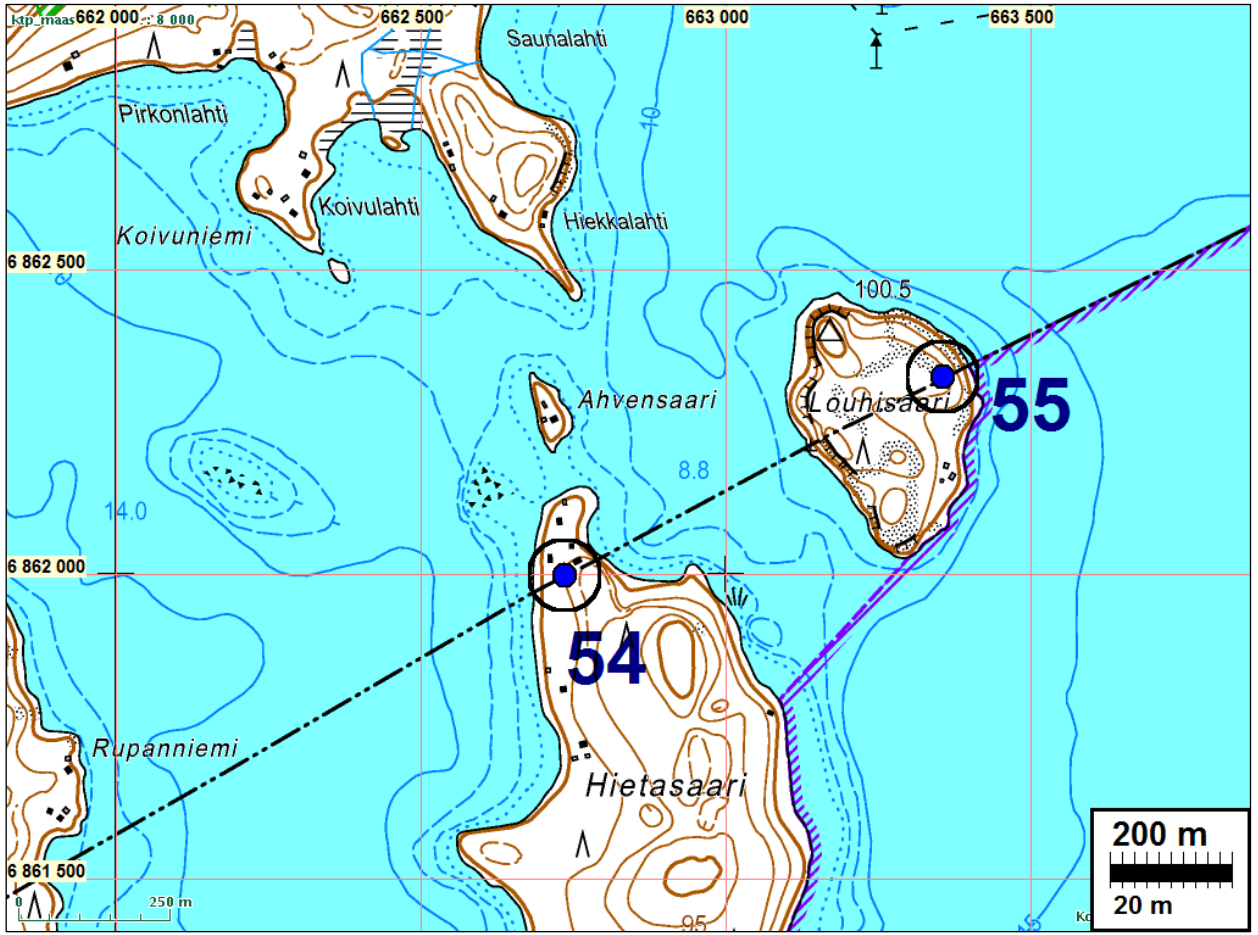 ktp_maas : 8 000
662 000
662 500
663 000
663 500
Saunalahti
10
Pirkonlahti
Koivulahti
Hiekkalahti
Koivuniemi
6 862 500
100.5
Ahvensaari
Louhisaari
55
8.8
14.0
6 862 000
54
Rupanniemi
Hietasaari
200 m
20 m
6 861 500
0 250 m
95
15